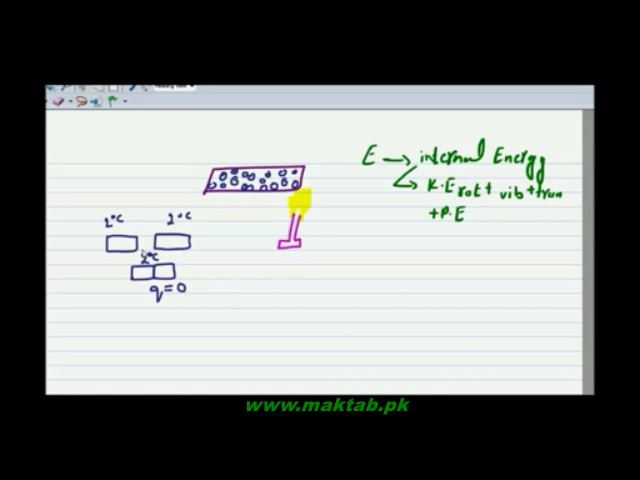 E → internal Energy
↳ K.E rot + vib + tran
+P.E
2°C 2°C
2°C
q=0
www.maktab.pk